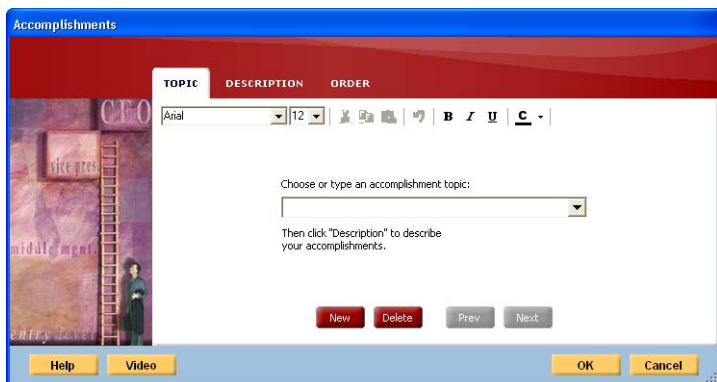 Accomplishments
TOPIC DESCRIPTION ORDER
Arial 12 B I U C
CEO
vice pres.
middle mgnt.
entry level
Choose or type an accomplishment topic:
Then click "Description" to describe
your accomplishments.
New Delete Prev Next
Help Video OK Cancel